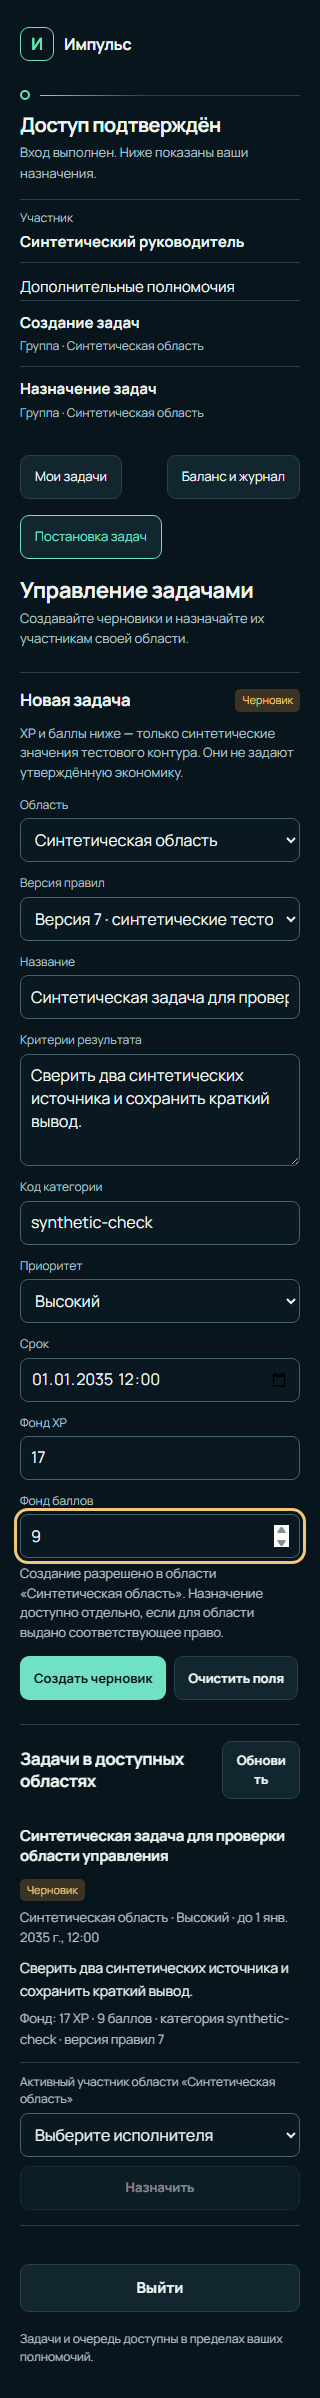 И Импульс
Доступ подтверждён
Вход выполнен. Ниже показаны ваши
назначения.
Участник
Синтетический руководитель
Дополнительные полномочия
Создание задач
Группа · Синтетическая область
Назначение задач
Группа · Синтетическая область
Мои задачи
Баланс и журнал
Постановка задач
Управление задачами
Создавайте черновики и назначайте их
участникам своей области.
Новая задача
Черновик
XP и баллы ниже — только синтетические
значения тестового контура. Они не задают
утверждённую экономику.
Область
Синтетическая область
Версия правил
Версия 7 · синтетические тесто
Название
Синтетическая задача для провер
Критерии результата
Сверить два синтетических
источника и сохранить краткий
вывод.
Код категории
synthetic-check
Приоритет
Высокий
Срок
01.01.2035 12:00
Фонд XP
17
Фонд баллов
9
Создание разрешено в области
«Синтетическая область». Назначение
доступно отдельно, если для области
выдано соответствующее право.
Создать черновик
Очистить поля
Задачи в доступных
областях
Обнови
ть
Синтетическая задача для проверки
области управления
Черновик
Синтетическая область · Высокий · до 1 янв.
2035 г., 12:00
Сверить два синтетических источника и
сохранить краткий вывод.
Фонд: 17 XP · 9 баллов · категория synthetic-
check · версия правил 7
Активный участник области «Синтетическая
область»
Выберите исполнителя
Назначить
Выйти
Задачи и очередь доступны в пределах ваших
полномочий.